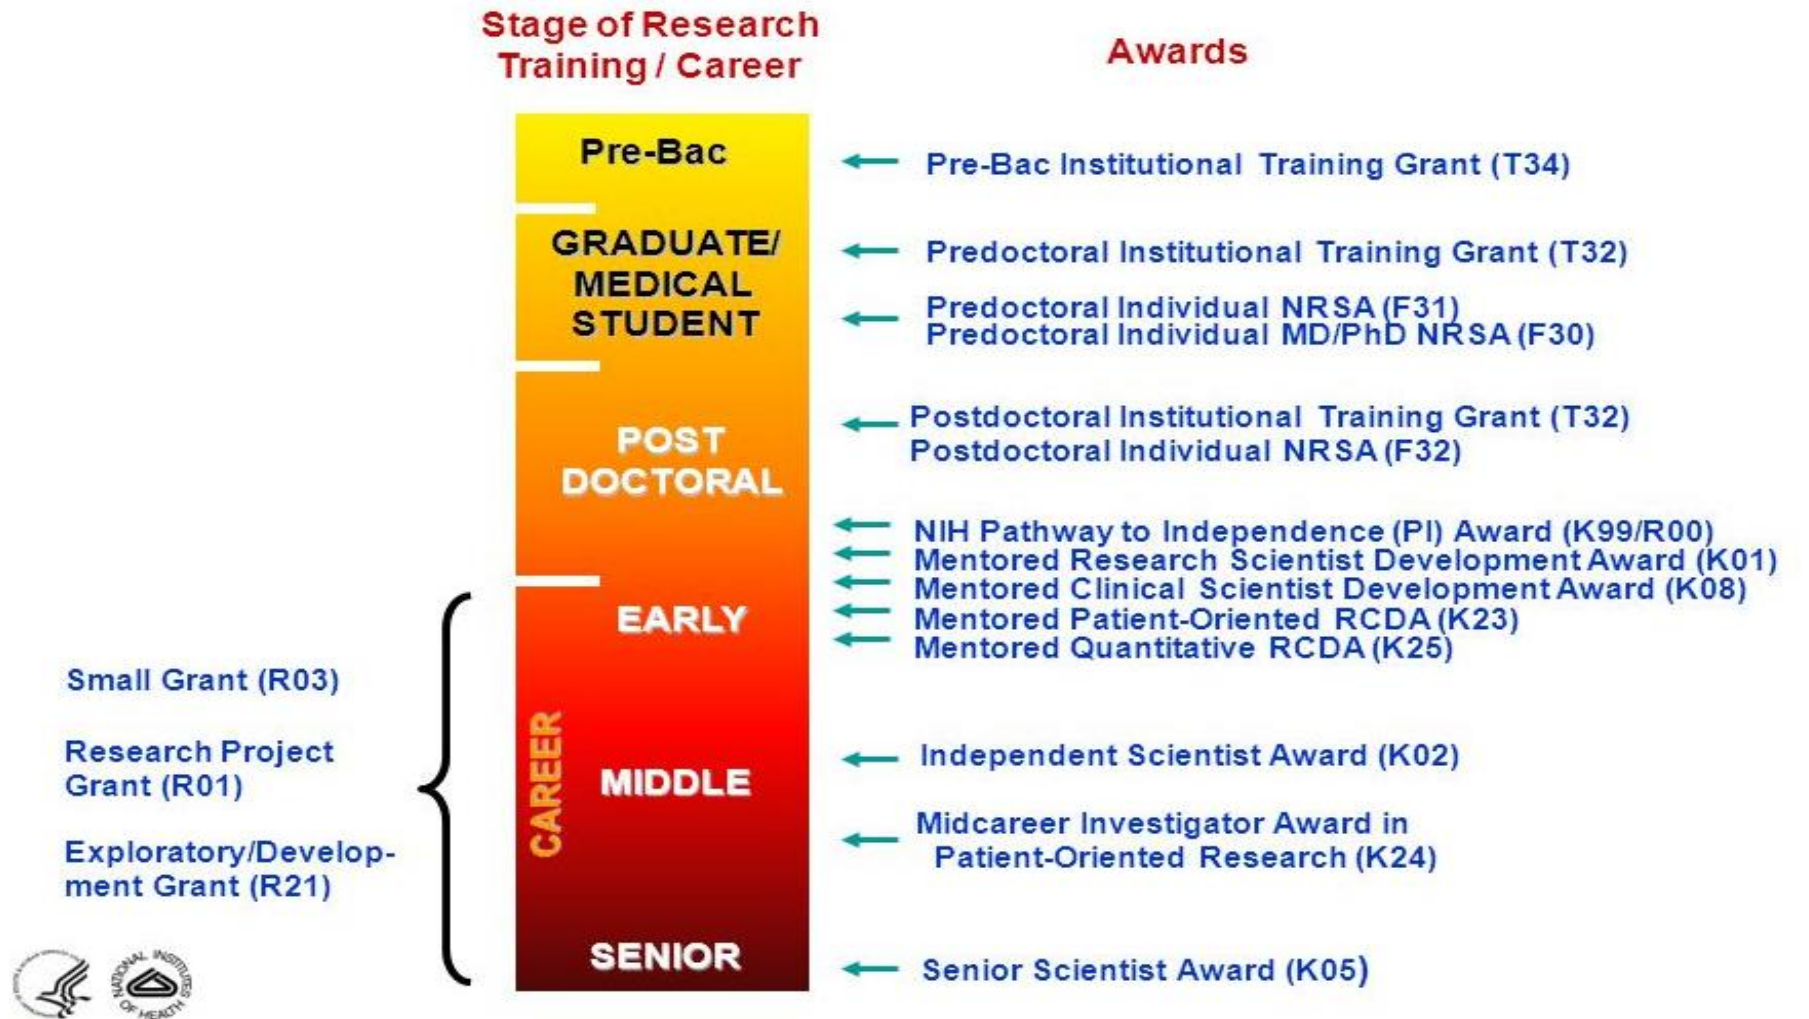 Stage of Research
Training / Career
Awards
Pre-Bac
Pre-Bac Institutional Training Grant (T34)
GRADUATE/
MEDICAL
STUDENT
Predoctoral Institutional Training Grant (T32)
Predoctoral Individual NRSA (F31)
Predoctoral Individual MD/PhD NRSA (F30)
POST
DOCTORAL
Postdoctoral Institutional Training Grant (T32)
Postdoctoral Individual NRSA (F32)
NIH Pathway to Independence (PI) Award (K99/R00)
Mentored Research Scientist Development Award (K01)
Mentored Clinical Scientist Development Award (K08)
Mentored Patient-Oriented RCDA (K23)
Mentored Quantitative RCDA (K25)
EARLY
CAREER
MIDDLE
Independent Scientist Award (K02)
Midcareer Investigator Award in
Patient-Oriented Research (K24)
SENIOR
Senior Scientist Award (K05)
Small Grant (R03)
Research Project
Grant (R01)
Exploratory/Develop-
ment Grant (R21)
NATIONAL INSTITUTES
OF HEALTH